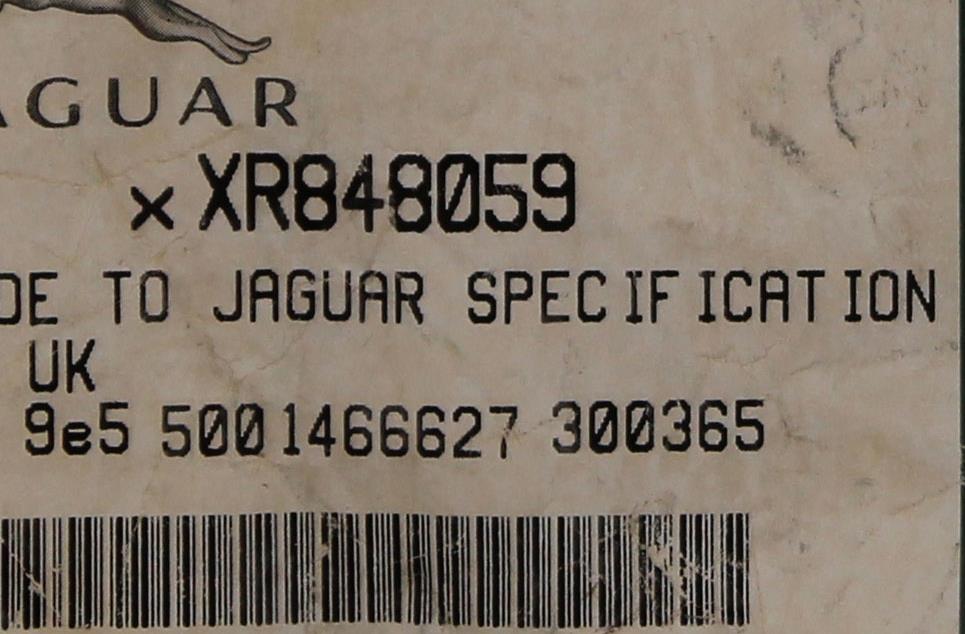 AGUAR
x XR848059
DE TO JAGUAR SPECIFICATION
UK
9e5 5001466627 300365